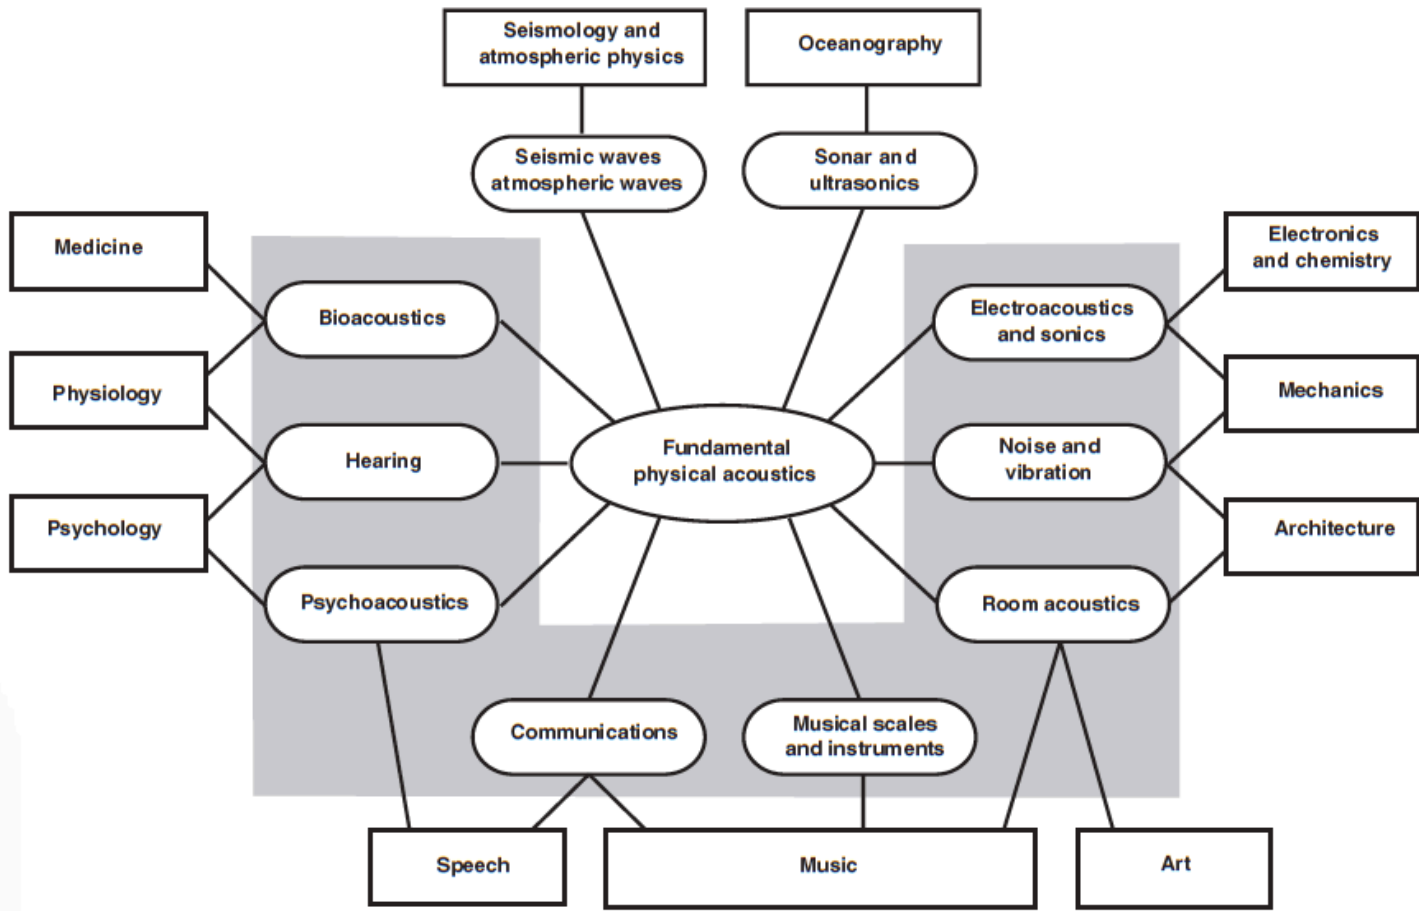 Seismology and
atmospheric physics
Oceanography
Seismic waves
atmospheric waves
Sonar and
ultrasonics
Medicine
Electronics
and chemistry
Bioacoustics
Electroacoustics
and sonics
Physiology
Mechanics
Hearing
Fundamental
physical acoustics
Noise and
vibration
Psychology
Architecture
Psychoacoustics
Room acoustics
Communications
Musical scales
and instruments
Speech
Music
Art